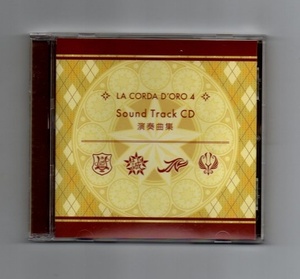 LA CORDA D'ORO 4
Sound Track CD
演奏曲集